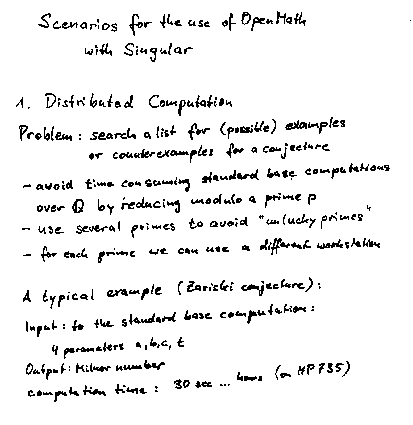 Scenarios for the use of OpenMath
with Singular
1. Distributed Computation
Problem: search a list for (possible) examples
or counterexamples for a conjecture
- avoid time consuming standard base computations
over Q by reducing modulo a prime p
- use several primes to avoid "unlucky primes"
- for each prime we can use a different workstation
A typical example (Zariski conjecture):
Input: to the standard base computation:
4 parameters a,b,c,t
Output: Milnor number
computation time: 30 sec ... hours (on HP 735)